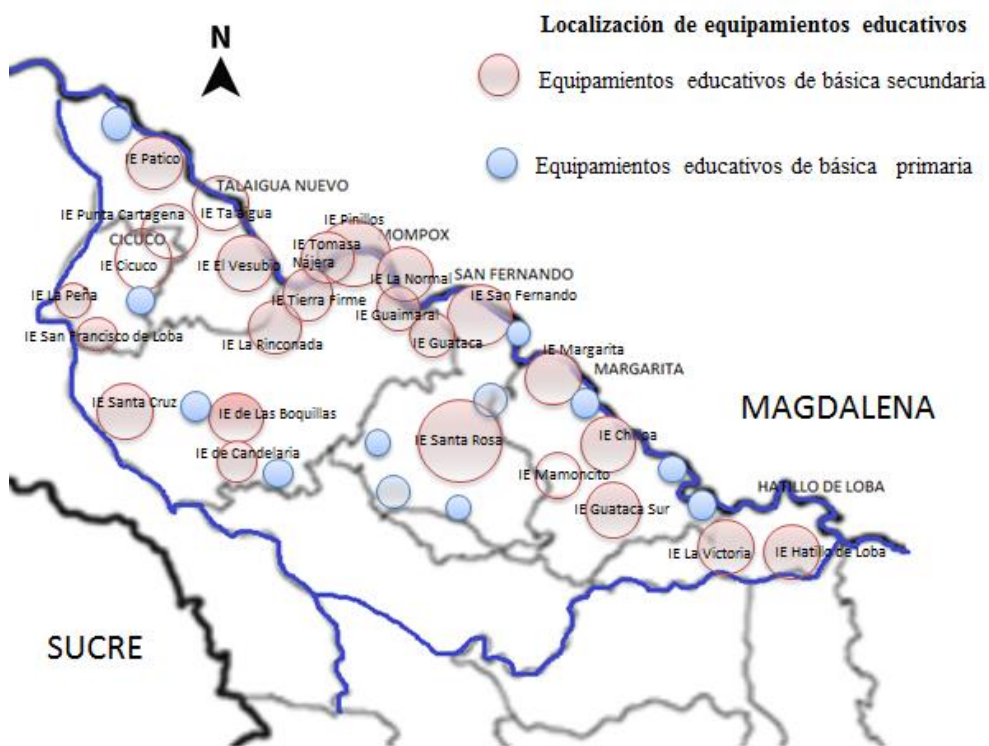 Localización de equipamientos educativos
N
Equipamientos educativos de básica secundaria
Equipamientos educativos de básica primaria
IE Patico
TALAIGUA NUEVO
IE Punta Cartagena
IE Talaigua
IE Pinillos
CICUCO
IE Tomasa
Nájera
MOMPOX
IE Cicuco
IE El Vesubio
IE La Normal
SAN FERNANDO
IE La Peña
IE Tierra Firme
IE San Fernando
IE Guaimaral
IE San Francisco de Loba
IE La Rinconada
IE Guataca
IE Margarita
MARGARITA
IE Santa Cruz
IE de Las Boquillas
MAGDALENA
IE Santa Rosa
IE Chilloa
IE de Candelaria
IE Mamoncito
HATILLO DE LOBA
IE Guataca Sur
IE La Victoria
IE Hatillo de Loba
SUCRE